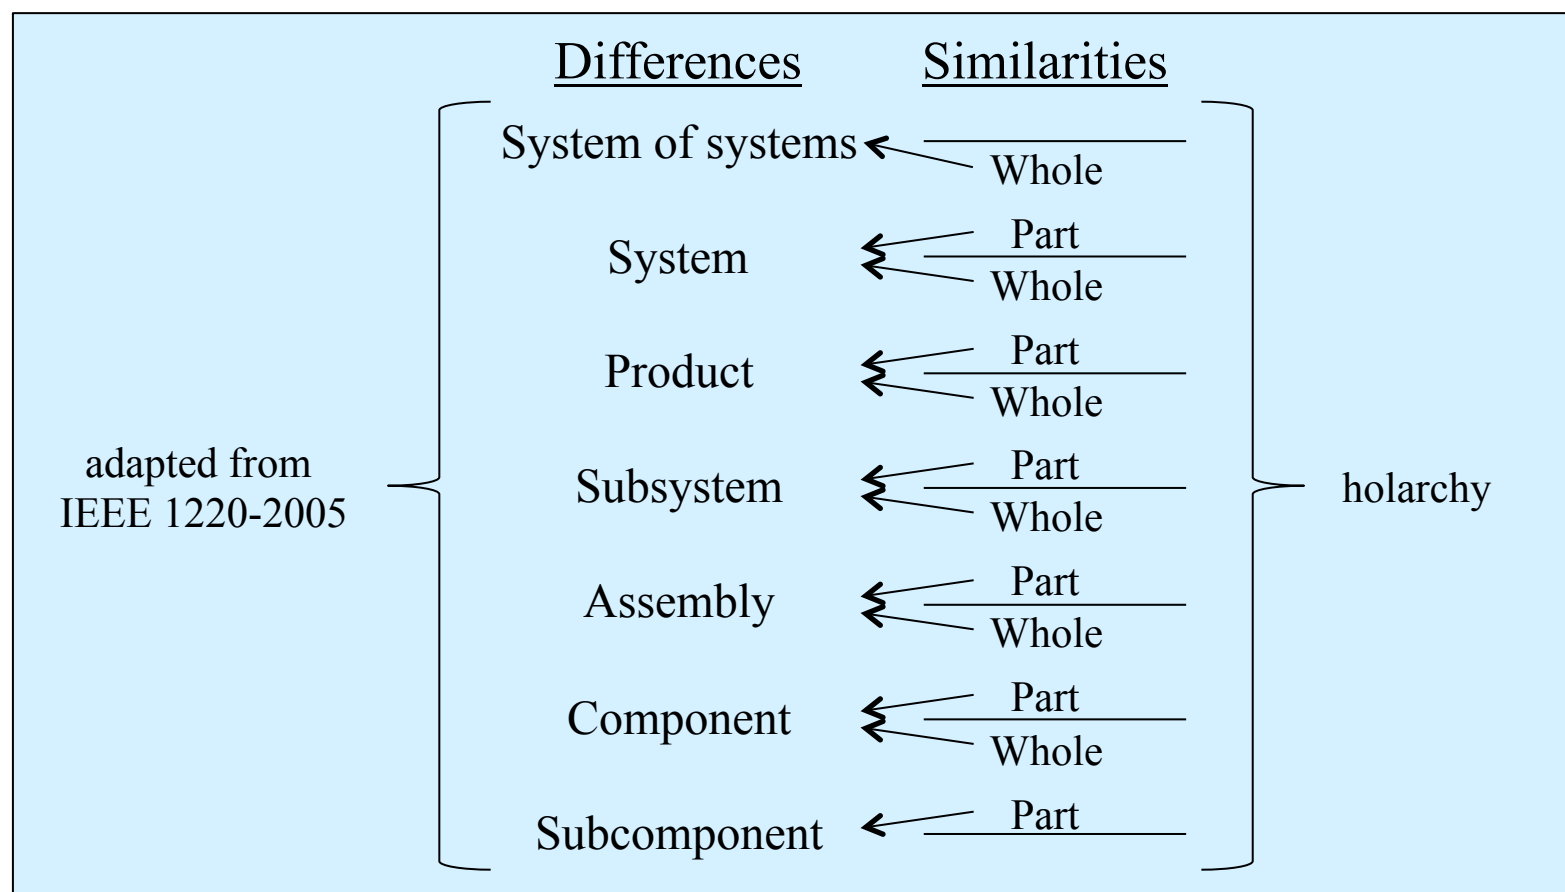 Differences Similarities
System of systems
Whole
Part
System
Whole
Part
Product
Whole
adapted from
IEEE 1220-2005
Part
Subsystem
Whole
holarchy
Part
Assembly
Whole
Part
Component
Whole
Part
Subcomponent